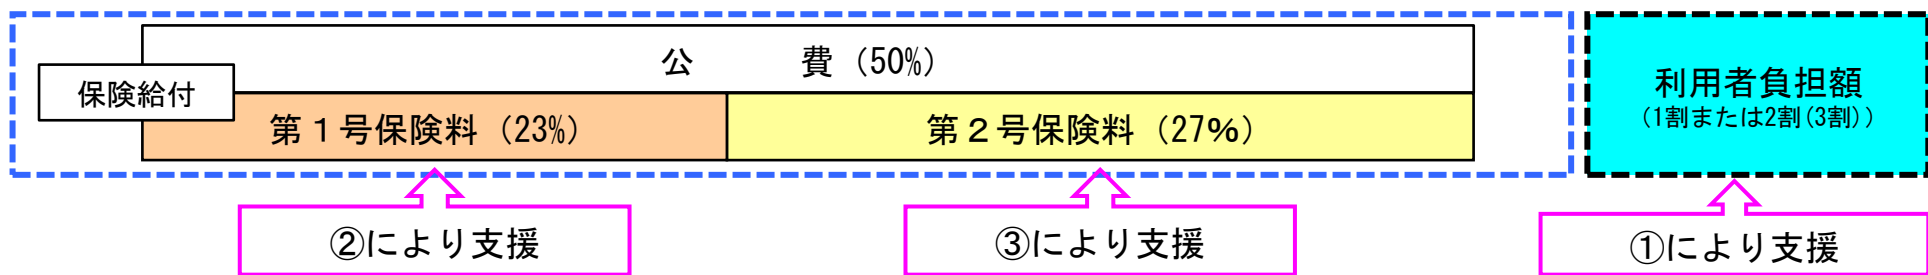 公　　　費（50%）
保険給付
第１号保険料（23%）
第２号保険料（27%）
利用者負担額
（1割または2割(3割)）
②により支援
③により支援
①により支援